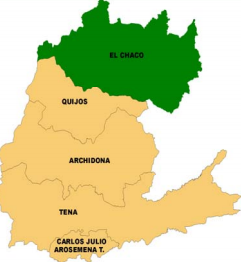 EL CHACO
QUIJOS
ARCHIDONA
TENA
CARLOS JULIO
AROSEMENA T.